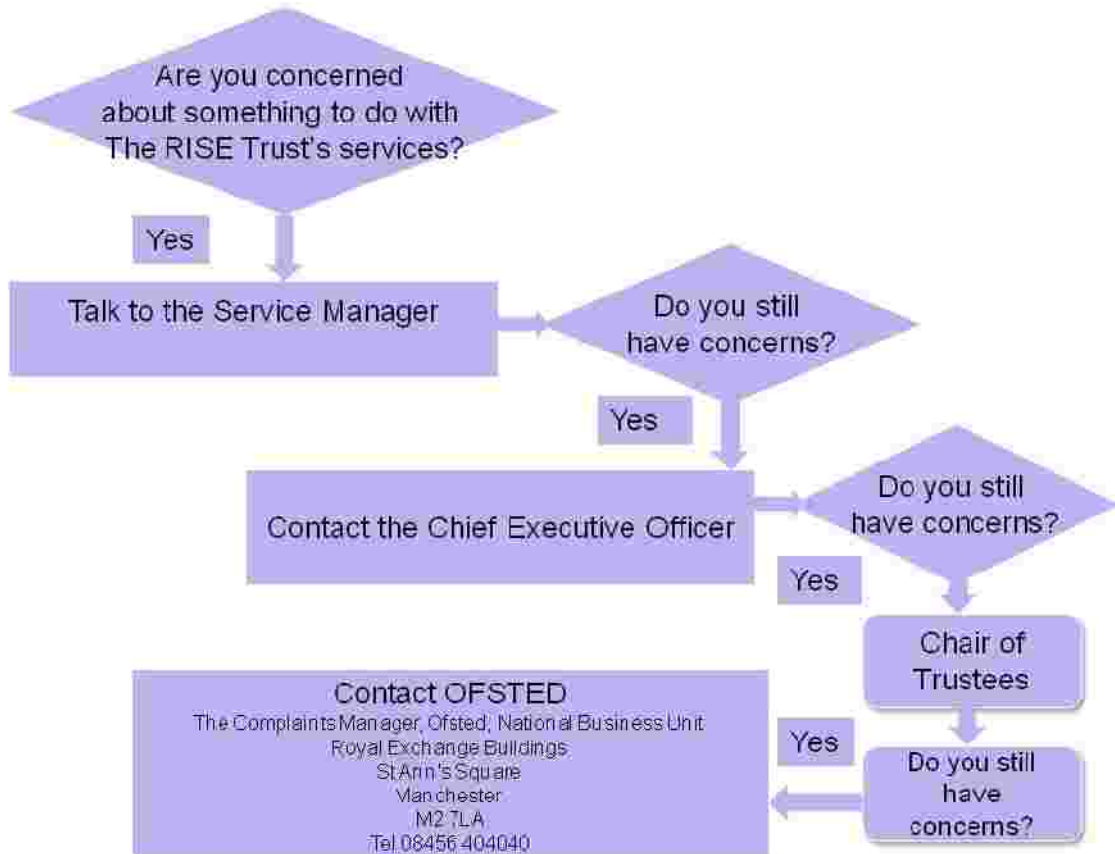 Are you concerned
about something to do with
The RISE Trust's services?
Yes
Talk to the Service Manager
Do you still
have concerns?
Yes
Contact the Chief Executive Officer
Do you still
have concerns?
Yes
Chair of
Trustees
Do you still
have
concerns?
Yes
Contact OFSTED
The Complaints Manager, Ofsted, National Business Unit
Royal Exchange Buildings
St Ann's Square
Manchester
M2 7LA
Tel 08456 404040